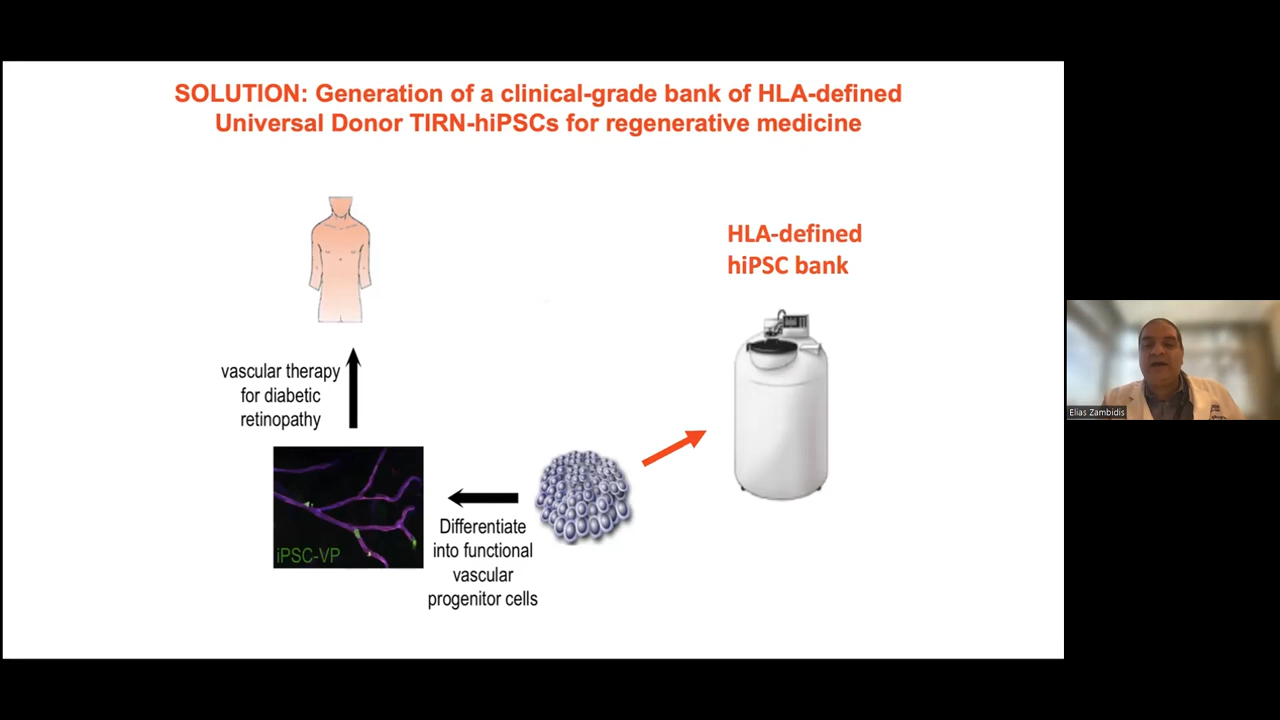 SOLUTION: Generation of a clinical-grade bank of HLA-defined
Universal Donor TIRN-hiPSCs for regenerative medicine
HLA-defined
hiPSC bank
vascular therapy
for diabetic
retinopathy
iPSC-VP
Differentiate
into functional
vascular
progenitor cells
Elias Zambidis